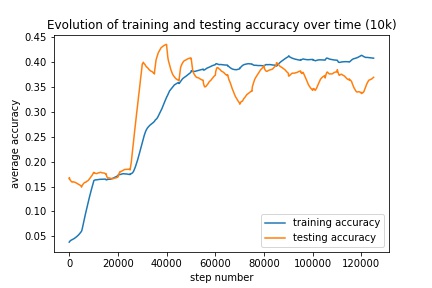 Evolution of training and testing accuracy over time (10k)
0.45
0.40
0.35
0.30
0.25
0.20
0.15
0.10
0.05
average accuracy
0 20000 40000 60000 80000 100000 120000
step number
training accuracy
testing accuracy